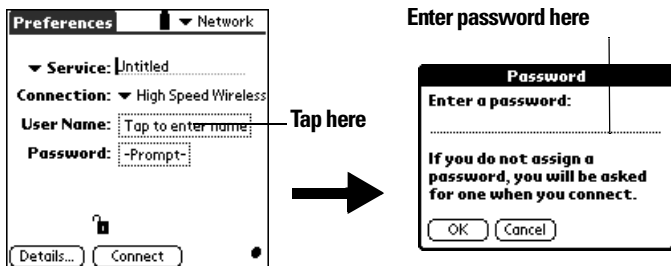 Preferences
Network
Service: Untitled
Connection: High Speed Wireless
User Name: Tap to enter name
Password: -Prompt-
Details... Connect
Tap here
Enter password here
Password
Enter a password:
If you do not assign a
password, you will be asked
for one when you connect.
OK Cancel